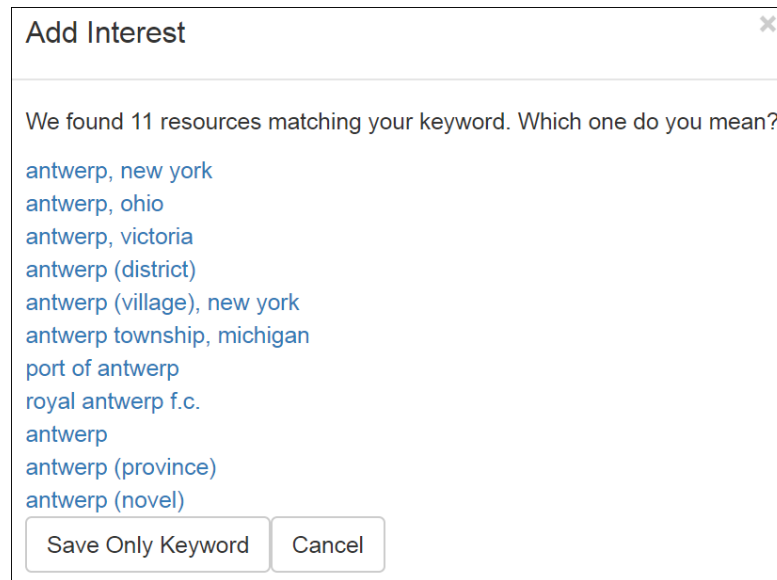 Add Interest
×
We found 11 resources matching your keyword. Which one do you mean?
antwerp, new york
antwerp, ohio
antwerp, victoria
antwerp (district)
antwerp (village), new york
antwerp township, michigan
port of antwerp
royal antwerp f.c.
antwerp
antwerp (province)
antwerp (novel)
Save Only Keyword Cancel